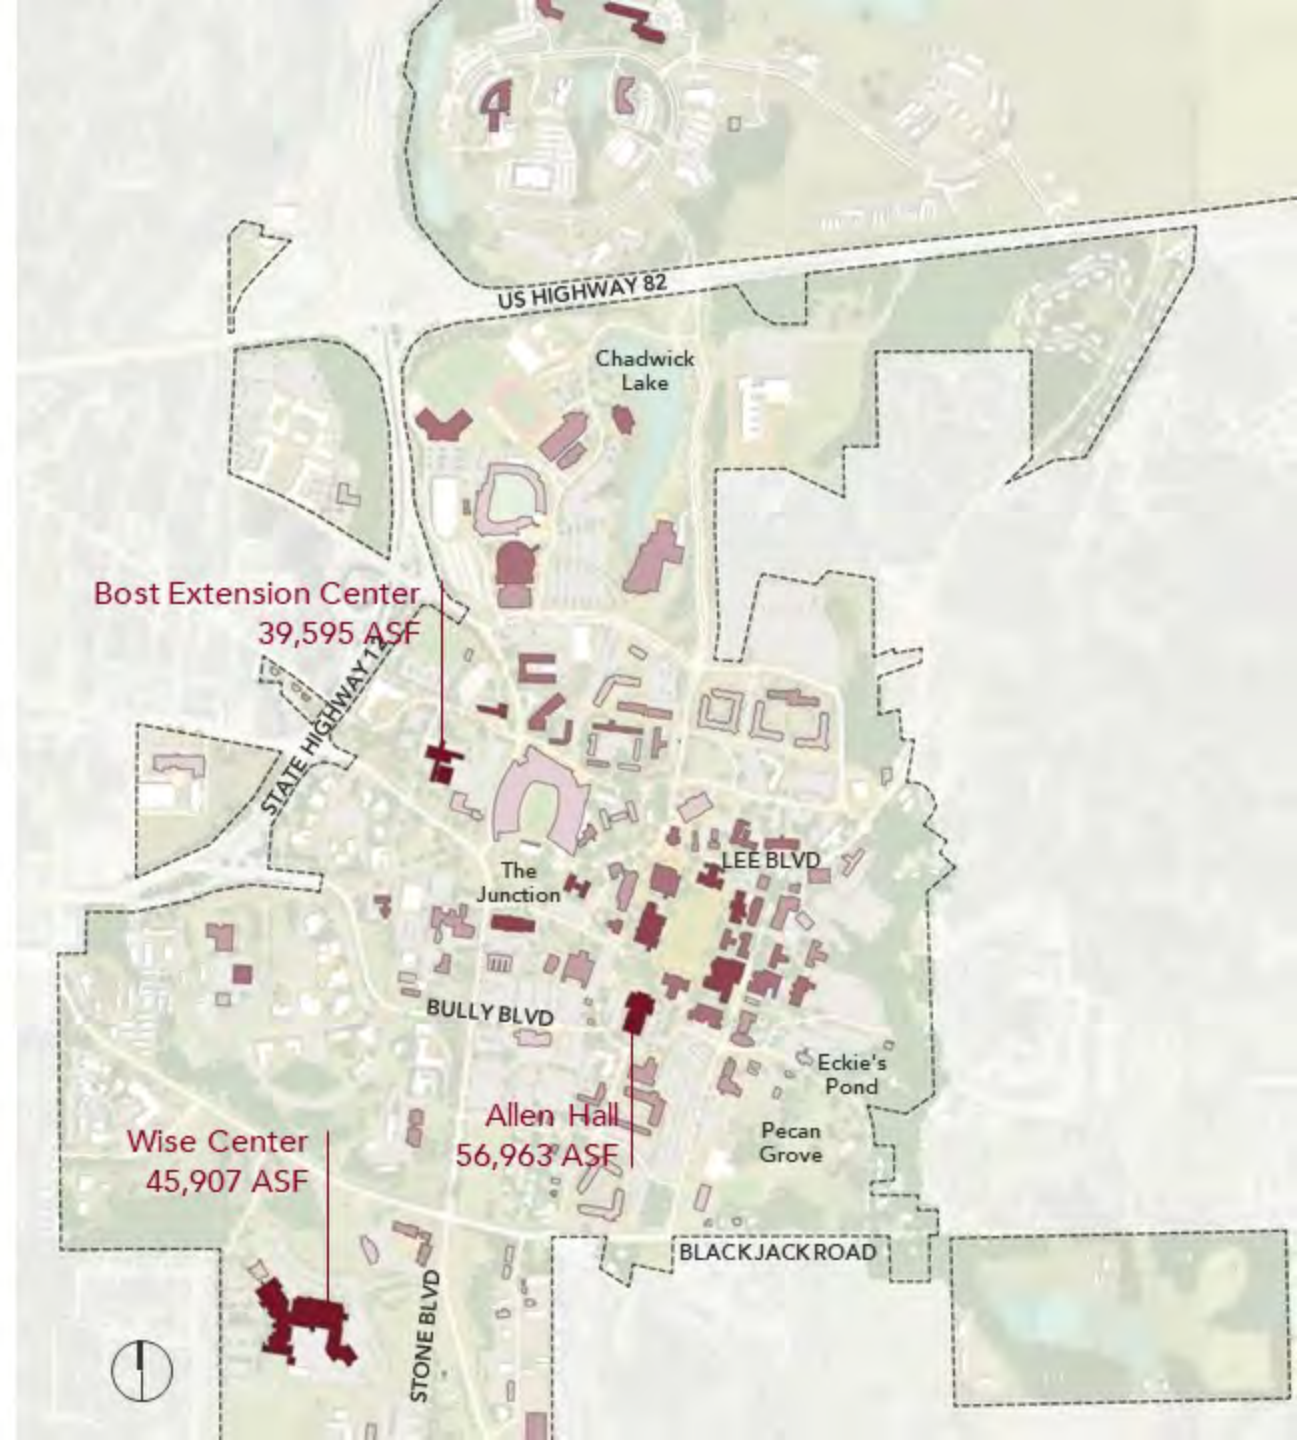 US HIGHWAY 82
Chadwick
Lake
Bost Extension Center
39,595 ASF
STATE HIGHWAY 12
LEE BLVD
The
Junction
BULLY BLVD
Eckie's
Pond
Allen Hall
56,963 ASF
Pecan
Grove
Wise Center
45,907 ASF
BLACKJACK ROAD
STONE BLVD